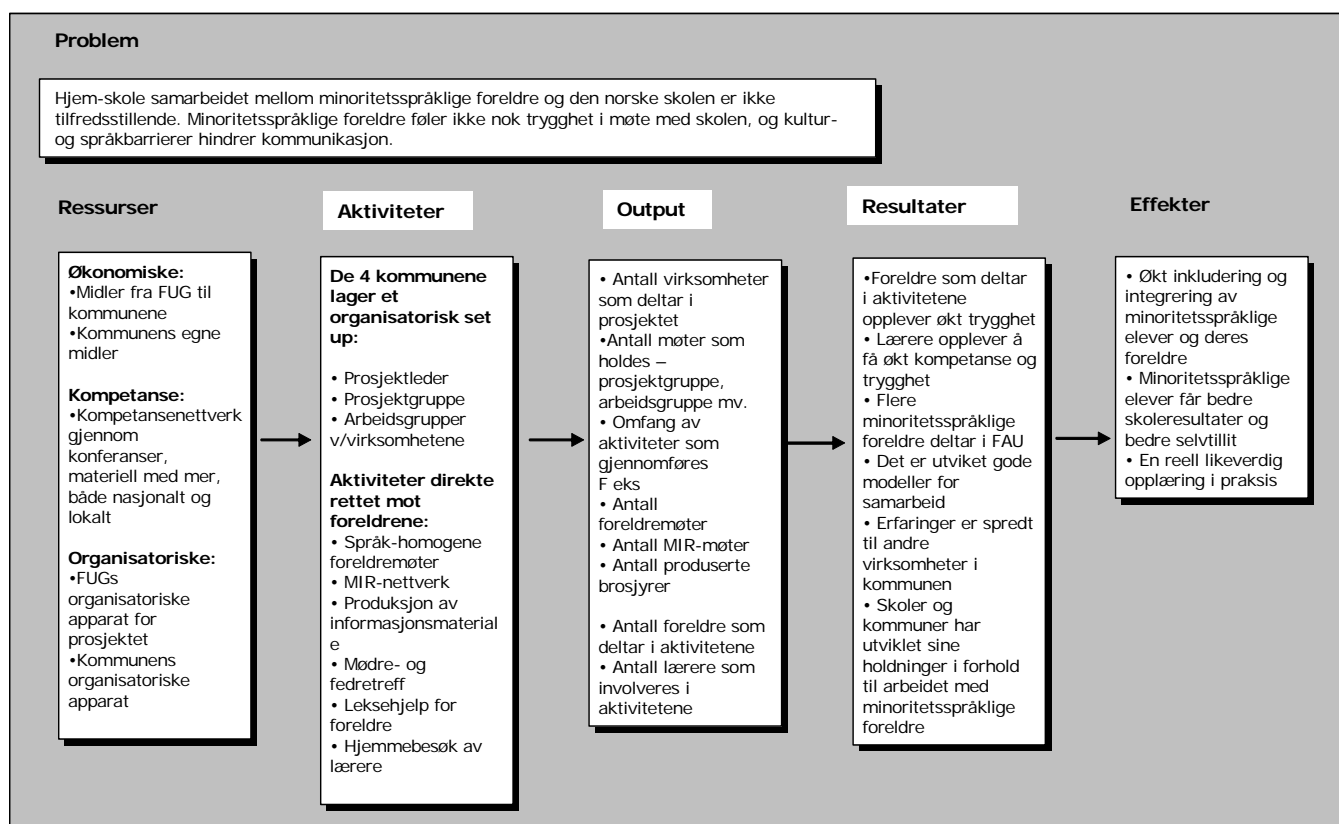 Problem
Hjem-skole samarbeidet mellom minoritetsspråklige foreldre og den norske skolen er ikke
tilfredsstillende. Minoritetsspråklige foreldre føler ikke nok trygghet i møte med skolen, og kultur-
og språkbarrierer hindrer kommunikasjon.
Ressurser
Økonomiske:
•Midler fra FUG til
kommunene
•Kommunens egne
midler
Kompetanse:
•Kompetansenettverk
gjennom
konferanser,
materiell med mer,
både nasjonalt og
lokalt
Organisatoriske:
•FUGs
organisatoriske
apparat for
prosjektet
•Kommunens
organisatoriske
apparat
Aktiviteter
De 4 kommunene
lager et
organisatorisk set
up:
• Prosjektleder
• Prosjektgruppe
• Arbeidsgrupper
v/virksomhetene
Aktiviteter direkte
rettet mot
foreldrene:
• Språk-homogene
foreldremøter
• MIR-nettverk
• Produksjon av
informasjonsmaterial
e
• Mødre- og
fedretreff
• Leksehjelp for
foreldre
• Hjemmebesøk av
lærere
Output
• Antall virksomheter
som deltar i
prosjektet
•Antall møter som
holdes –
prosjektgruppe,
arbeidsgruppe mv.
• Omfang av
aktiviteter som
gjennomføres
F eks
• Antall
foreldremøter
• Antall MIR-møter
• Antall produserte
brosjyrer
• Antall foreldre som
deltar i aktivitetene
• Antall lærere som
involveres i
aktivitetene
Resultater
•Foreldre som deltar
i aktivitetene
opplever økt trygghet
• Lærere opplever å
få økt kompetanse og
trygghet
• Flere
minoritetsspråklige
foreldre deltar i FAU
• Det er utviket gode
modeller for
samarbeid
• Erfaringer er spredt
til andre
virksomheter i
kommunen
• Skoler og
kommuner har
utviklet sine
holdninger i forhold
til arbeidet med
minoritetsspråklige
foreldre
Effekter
• Økt inkludering og
integrering av
minoritetsspråklige
elever og deres
foreldre
• Minoritetsspråklige
elever får bedre
skoleresultater og
bedre selvtillit
• En reell likeverdig
opplæring i praksis